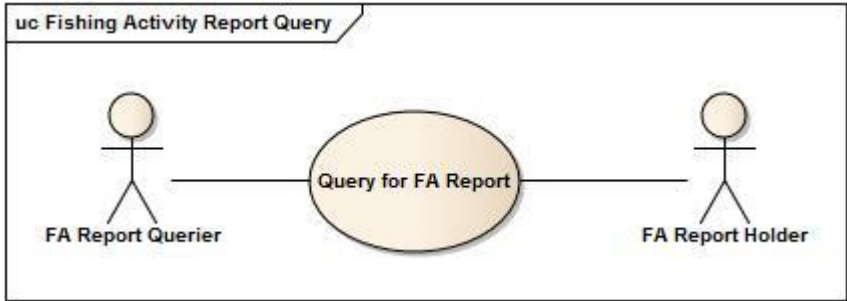 uc Fishing Activity Report Query
Query for FA Report
FA Report Querier
FA Report Holder